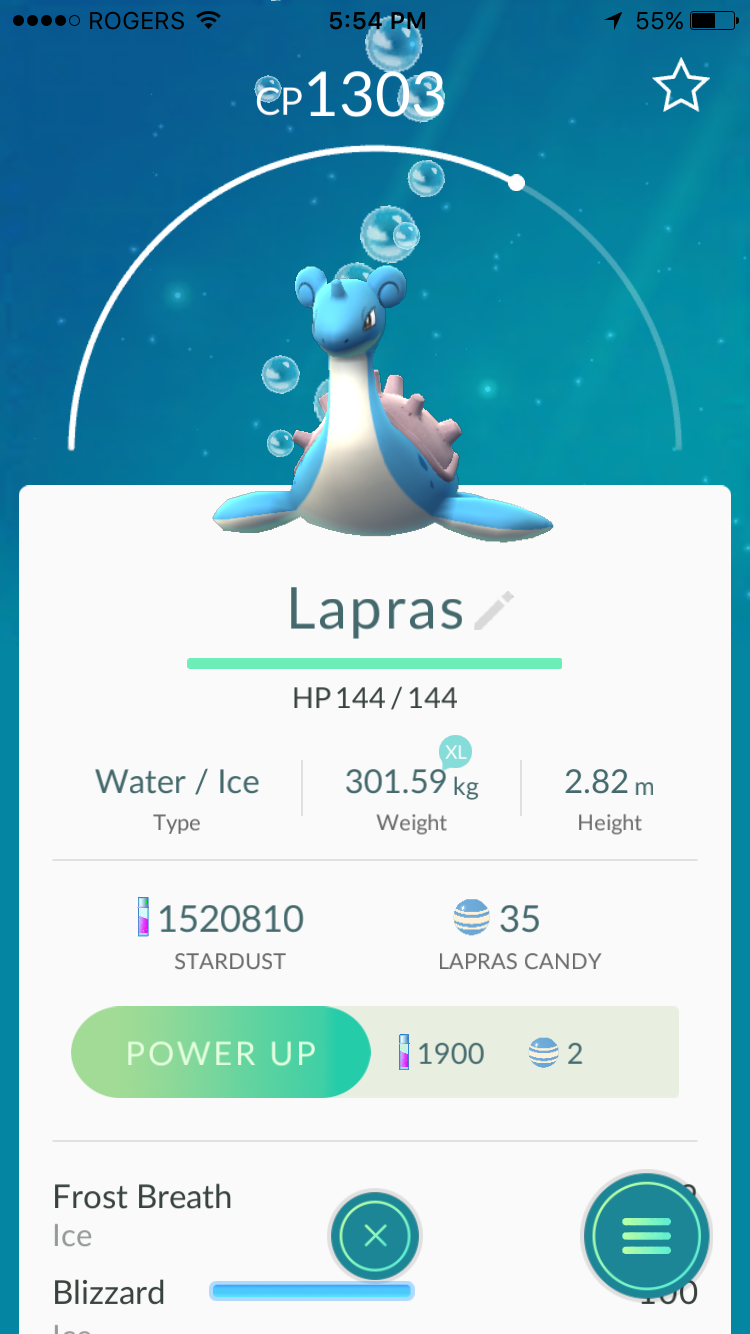 ROGERS 5:54 PM 55%
CP1303
Lapras
HP 144 / 144
XL
Water / Ice 301.59 kg 2.82 m
Type Weight Height
1520810 35
STARDUST LAPRAS CANDY
POWER UP 1900 2
Frost Breath
Ice
Blizzard 100
Ice